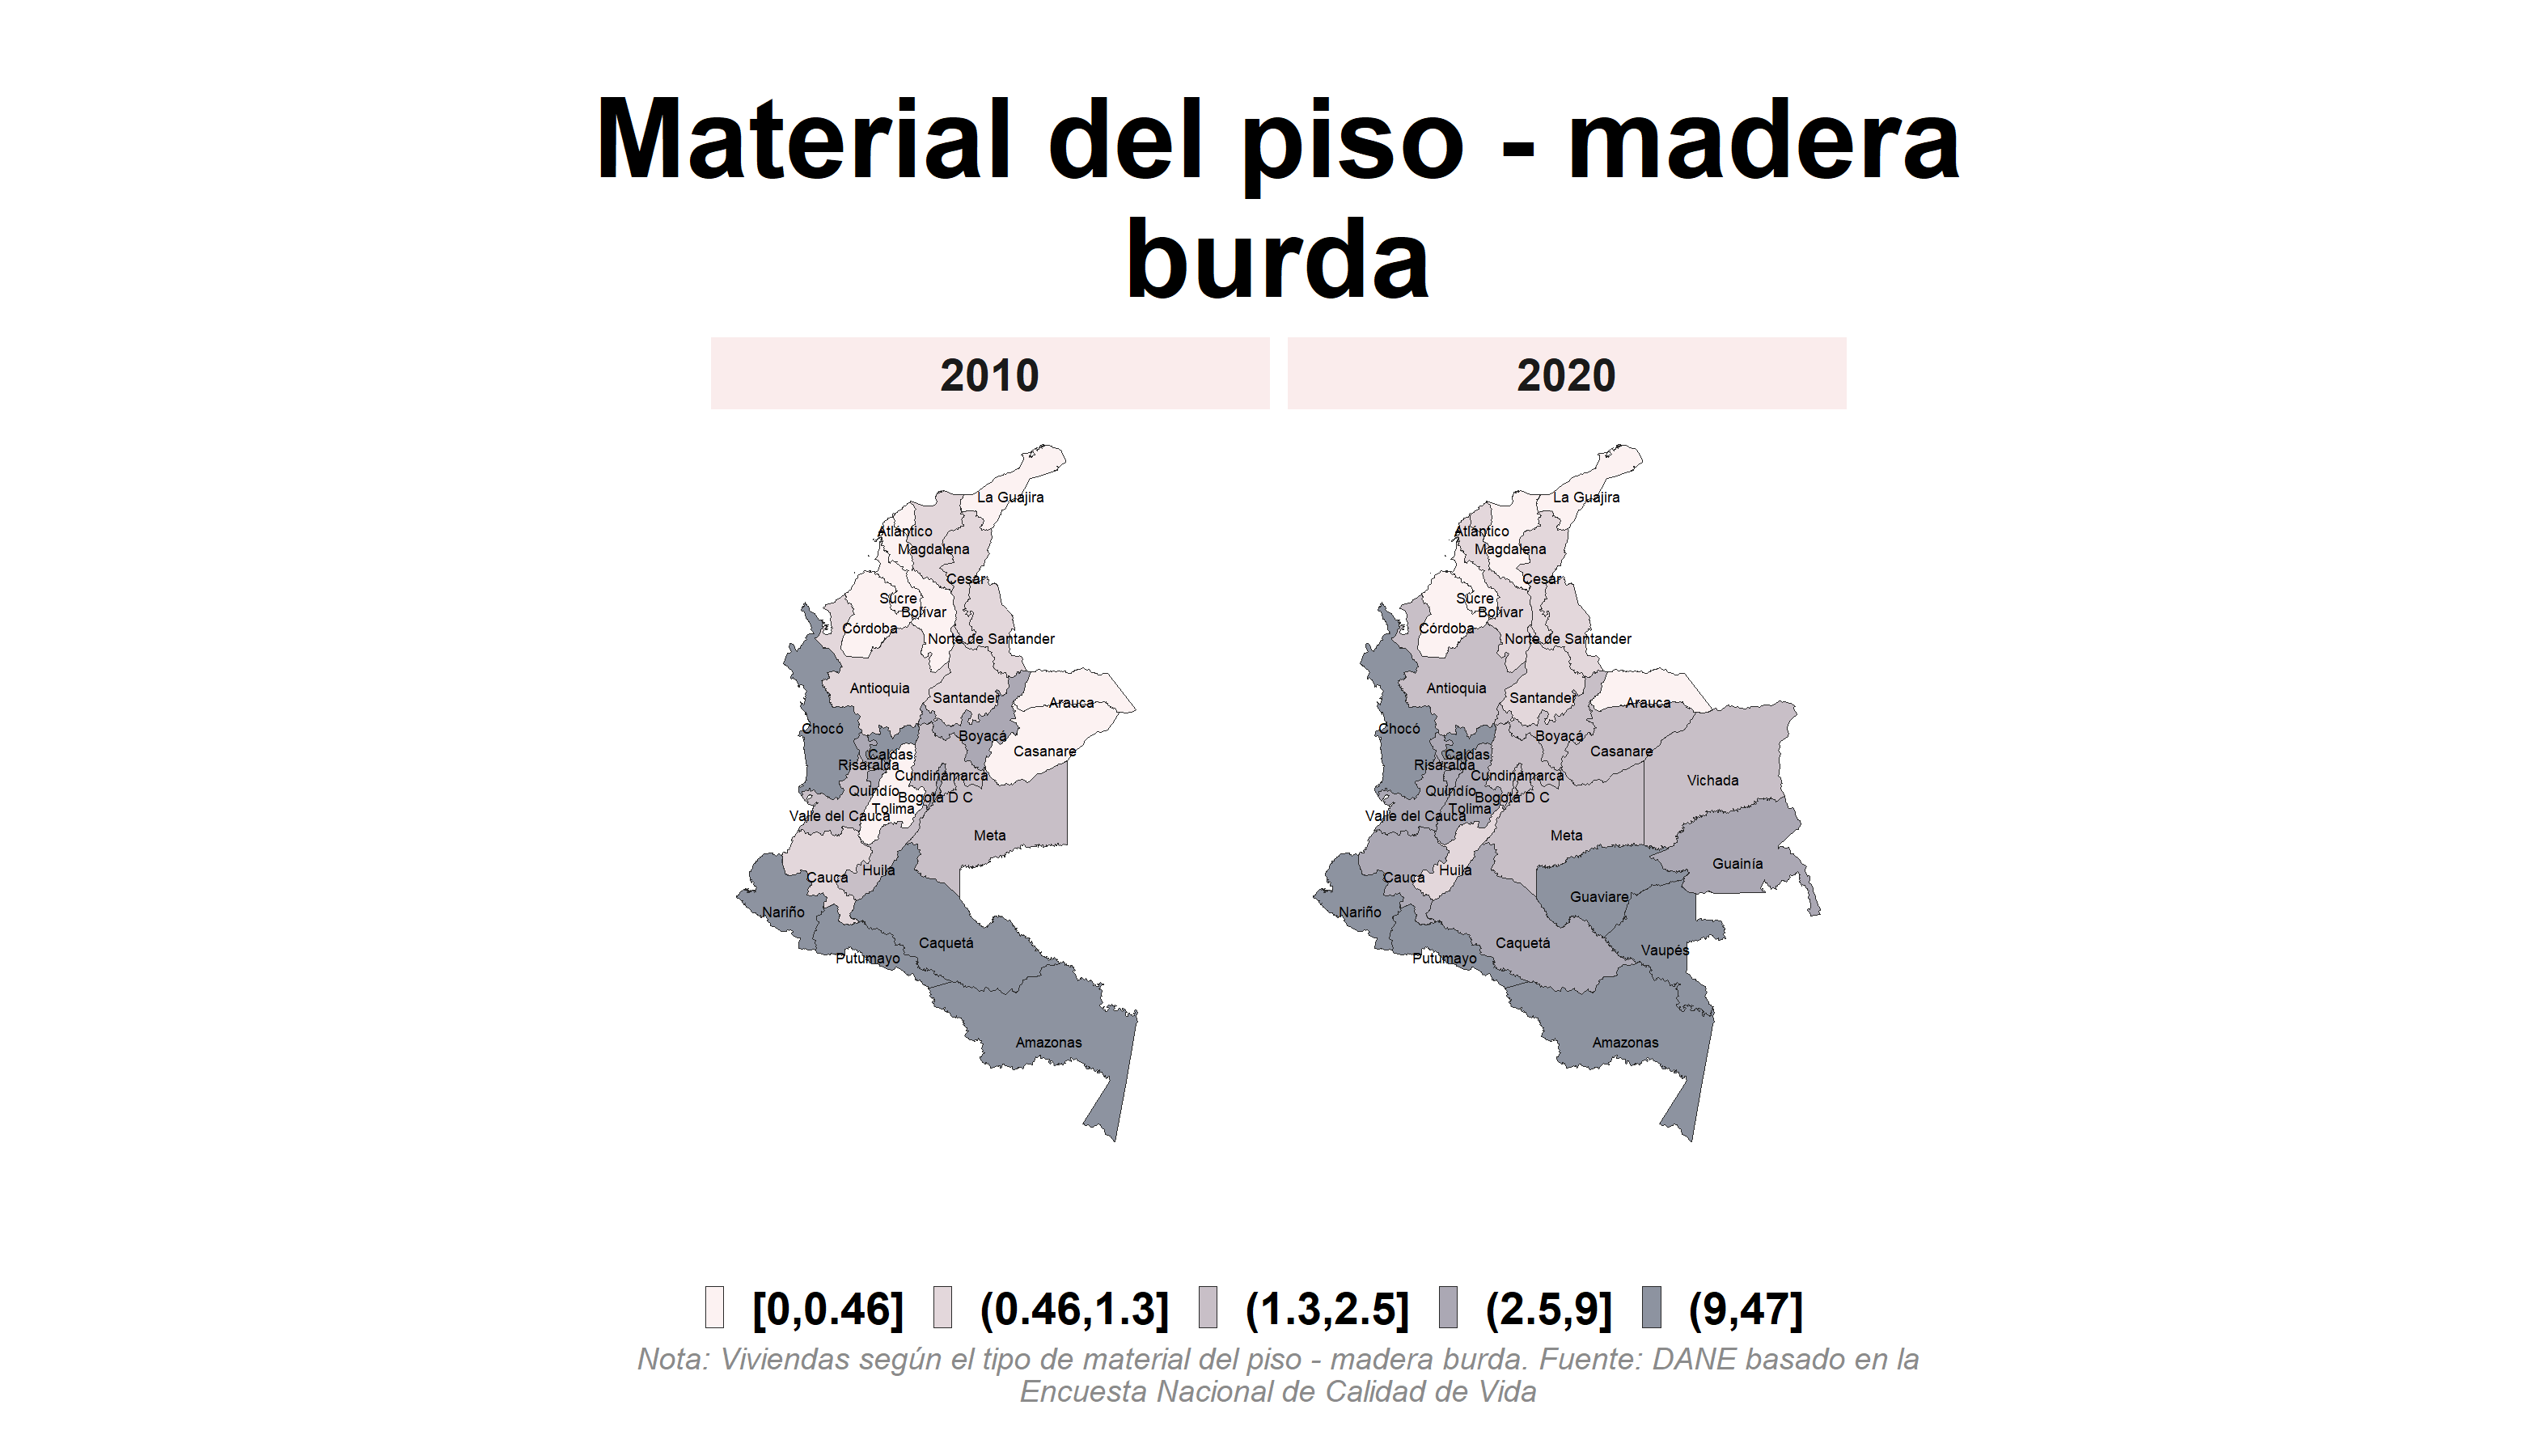 Material del piso - madera
burda
2010
2020
La Guajira
Atlántico
Magdalena
Cesar
Sucre
Bolívar
Córdoba
Norte de Santander
Antioquia
Santander
Arauca
Chocó
Boyacá
Casanare
Caldas
Risaralda
Cundinamarca
Quindío
Bogotá D C
Tolima
Valle del Cauca
Meta
Huila
Cauca
Nariño
Caquetá
Putumayo
Amazonas
La Guajira
Atlántico
Magdalena
Cesar
Sucre
Bolívar
Córdoba
Norte de Santander
Antioquia
Santander
Arauca
Chocó
Boyacá
Casanare
Caldas
Risaralda
Cundinamarca
Vichada
Quindío
Bogotá D C
Tolima
Valle del Cauca
Meta
Guainía
Huila
Cauca
Guaviare
Nariño
Caquetá
Vaupés
Putumayo
Amazonas
[0,0.46] (0.46,1.3] (1.3,2.5] (2.5,9] (9,47]
Nota: Viviendas según el tipo de material del piso - madera burda. Fuente: DANE basado en la
Encuesta Nacional de Calidad de Vida